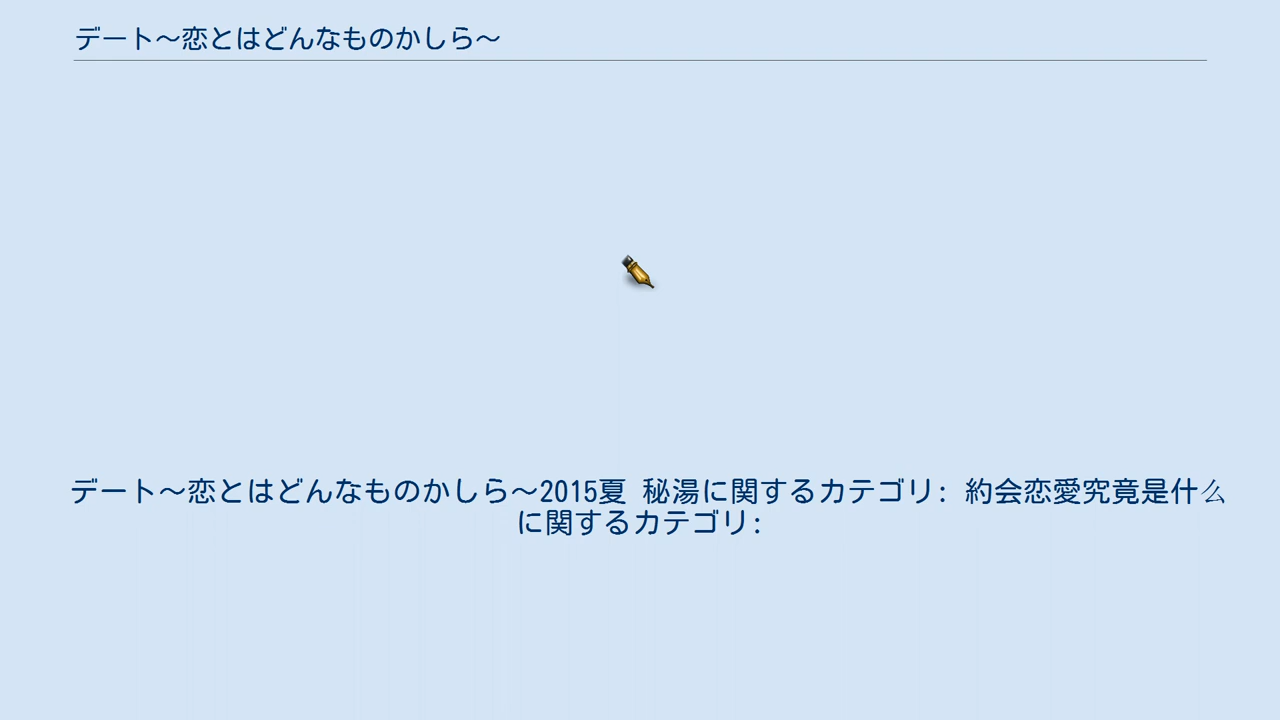 デート〜恋とはどんなものかしら〜
デート〜恋とはどんなものかしら〜2015夏 秘湯に関するカテゴリ: 約会恋愛究竟是什么
に関するカテゴリ: